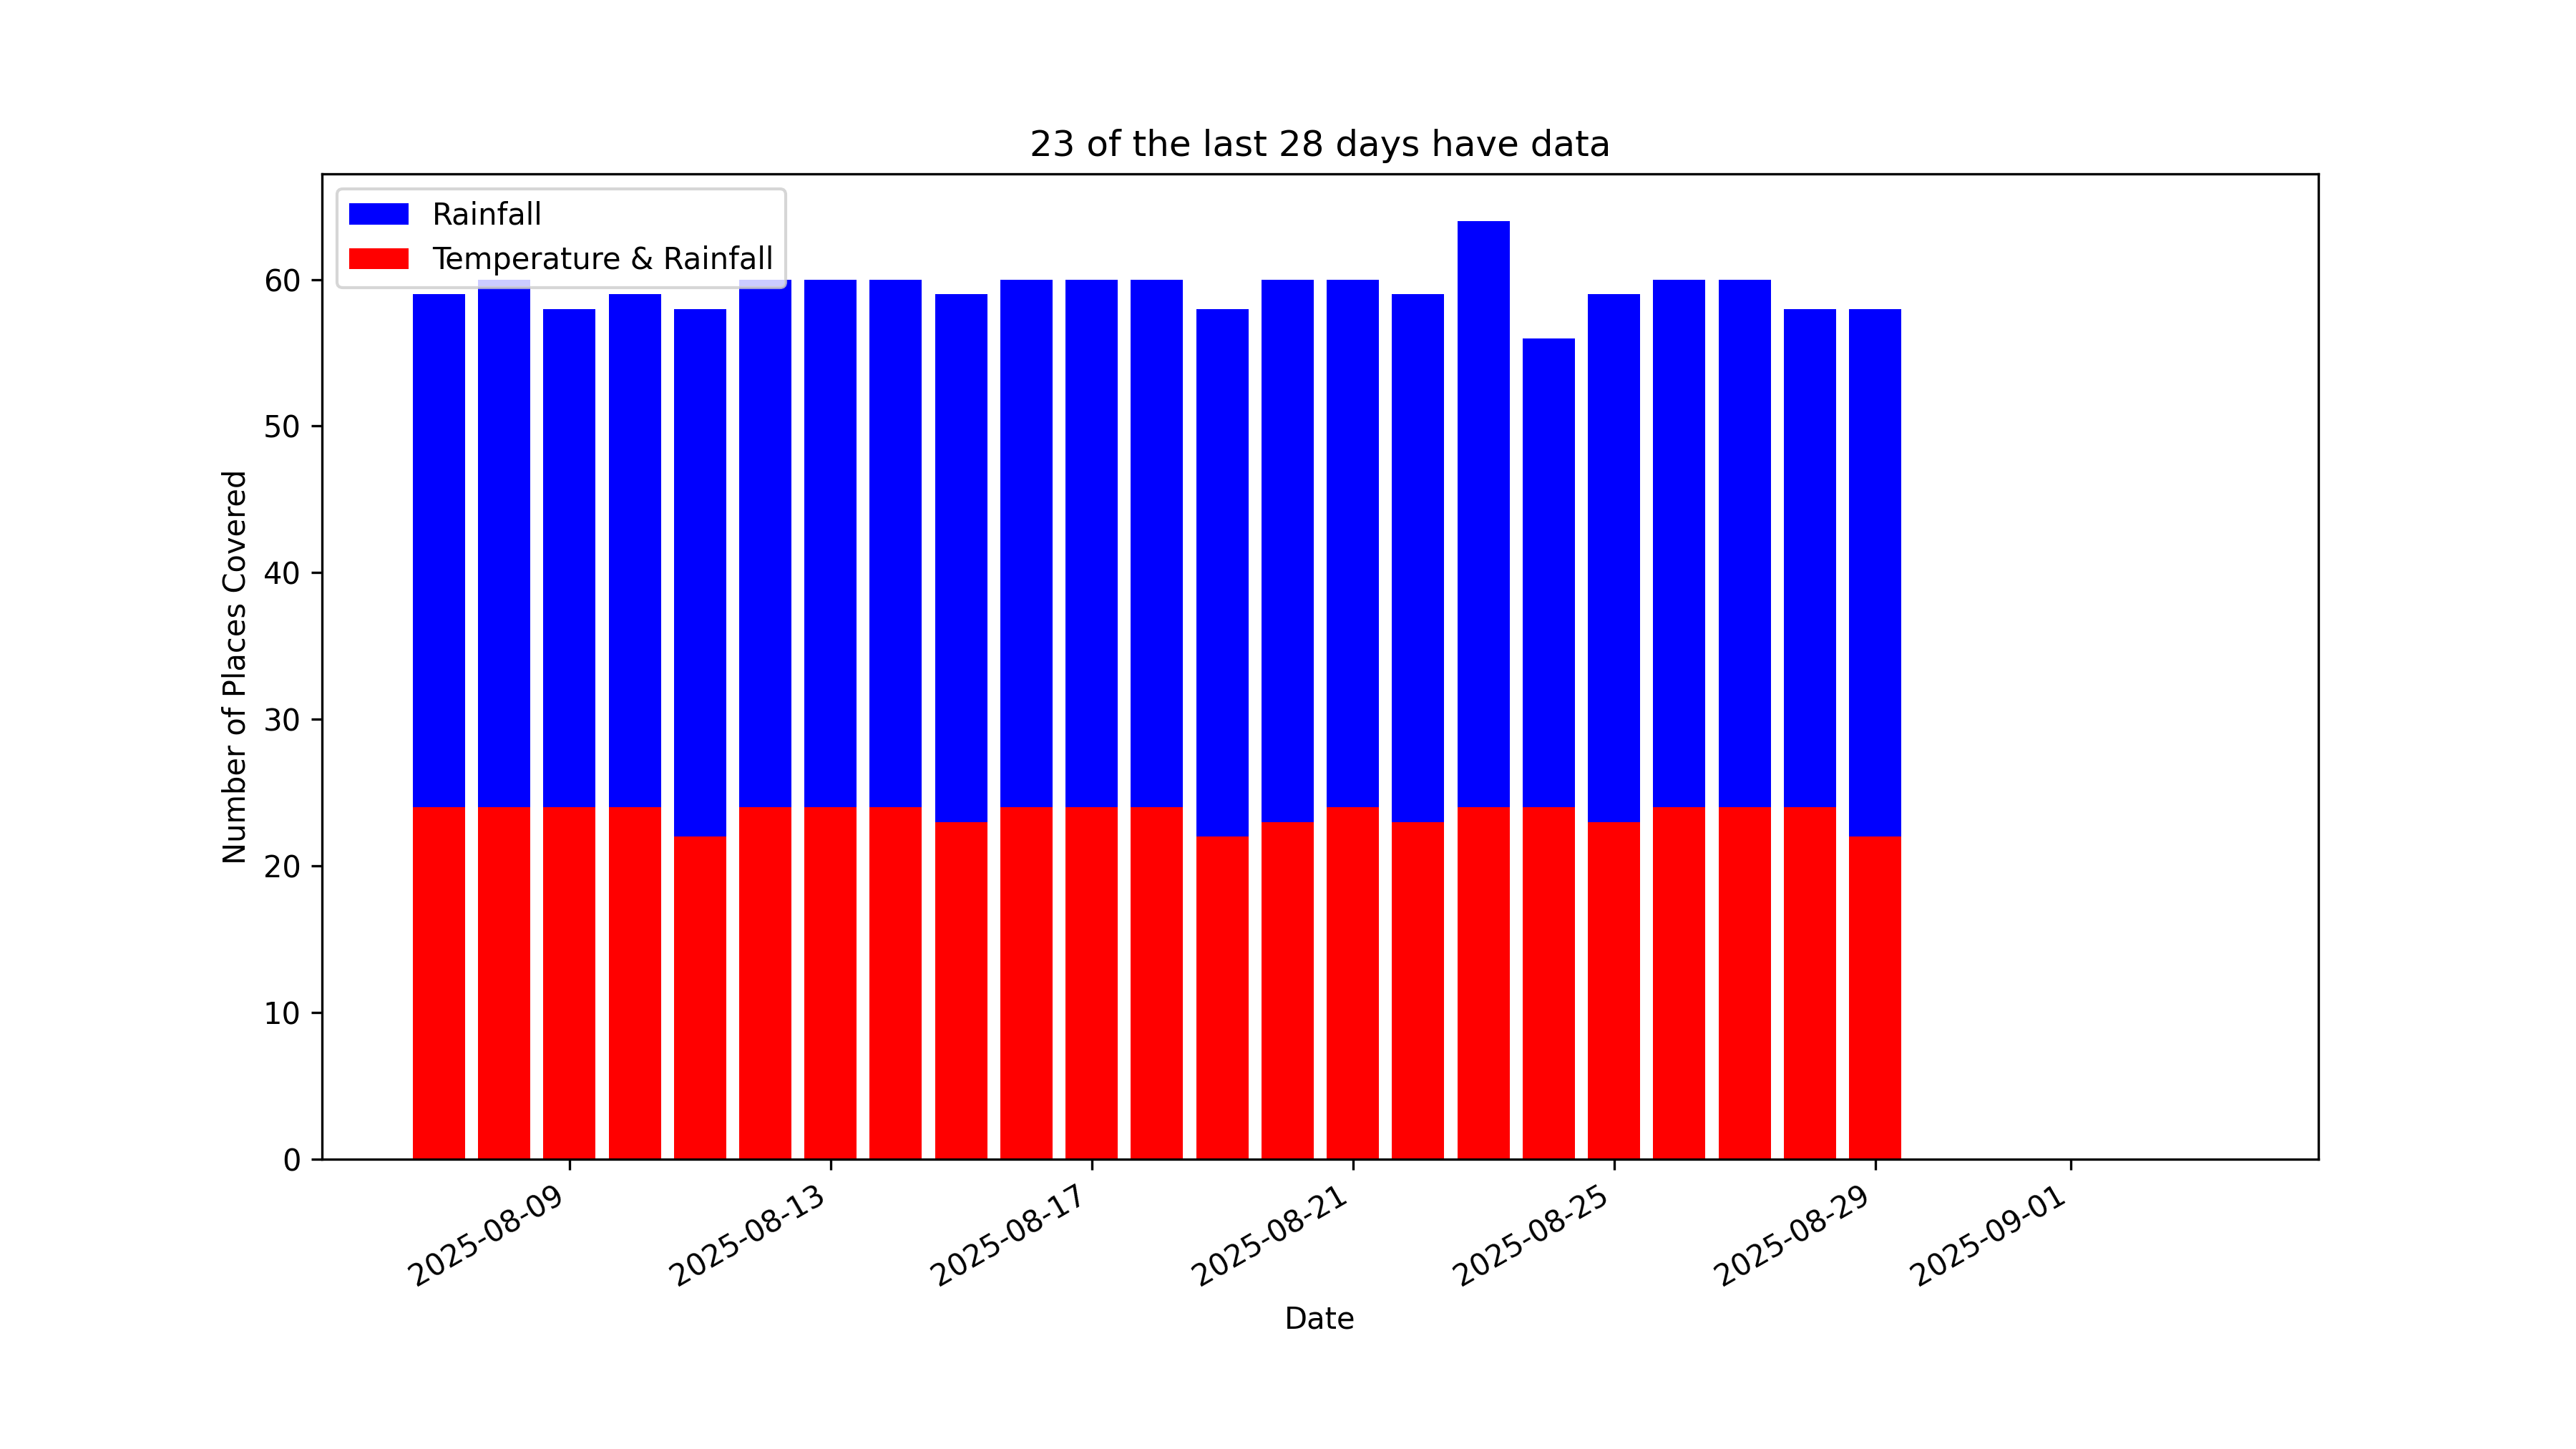 23 of the last 28 days have data
Rainfall
Temperature & Rainfall
Number of Places Covered
60
50
40
30
20
10
0
2025-08-09
2025-08-13
2025-08-17
2025-08-21
2025-08-25
2025-08-29
2025-09-01
Date